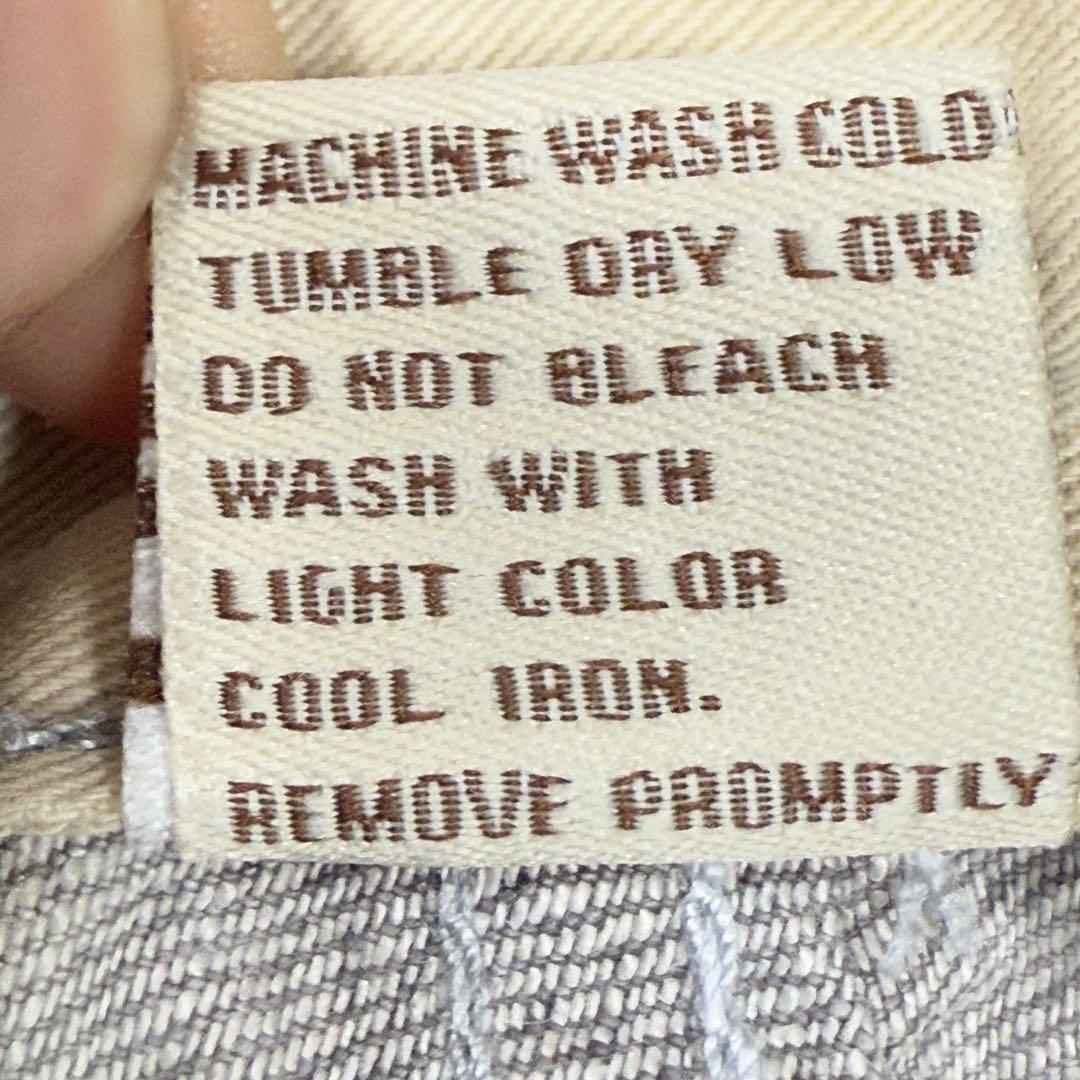 MACHINE WASH COLD
TUMBLE DRY LOW
DO NOT BLEACH
WASH WITH
LIGHT COLOR
COOL IRON.
REMOVE PROMPTLY